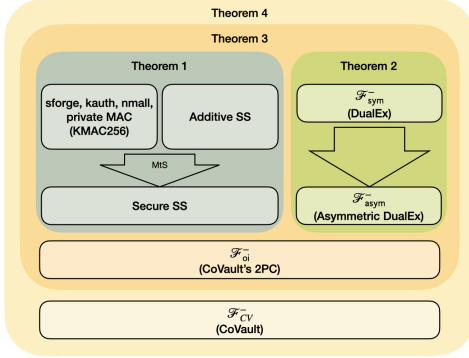 Theorem 4
Theorem 3
Theorem 1
sforge, kauth, nmall,
private MAC
(KMAC256)
Additive SS
MtS
Secure SS
Theorem 2
ℱ⁻sym
(DualEx)
ℱ⁻asym
(Asymmetric DualEx)
ℱ⁻oi
(CoVault's 2PC)
ℱ⁻CV
(CoVault)